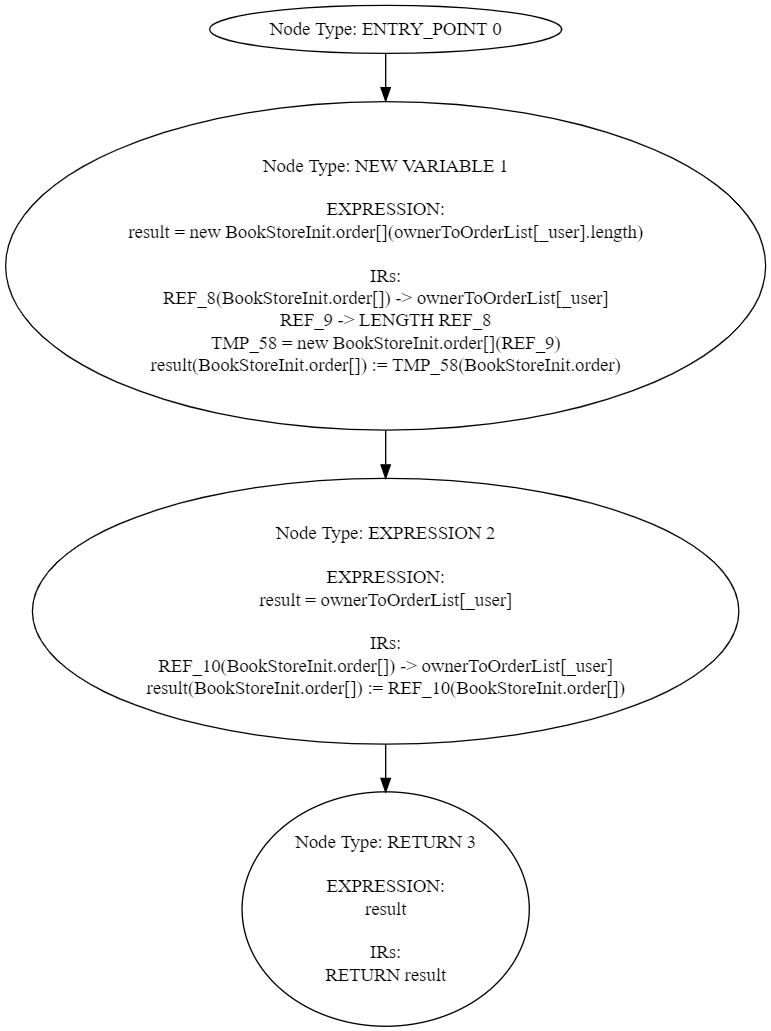 Node Type: ENTRY_POINT 0
Node Type: NEW VARIABLE 1
EXPRESSION:
result = new BookStoreInit.order[](ownerToOrderList[_user].length)
IRs:
REF_8(BookStoreInit.order[]) -> ownerToOrderList[_user]
REF_9 -> LENGTH REF_8
TMP_58 = new BookStoreInit.order[](REF_9)
result(BookStoreInit.order[]) := TMP_58(BookStoreInit.order)
Node Type: EXPRESSION 2
EXPRESSION:
result = ownerToOrderList[_user]
IRs:
REF_10(BookStoreInit.order[]) -> ownerToOrderList[_user]
result(BookStoreInit.order[]) := REF_10(BookStoreInit.order[])
Node Type: RETURN 3
EXPRESSION:
result
IRs:
RETURN result